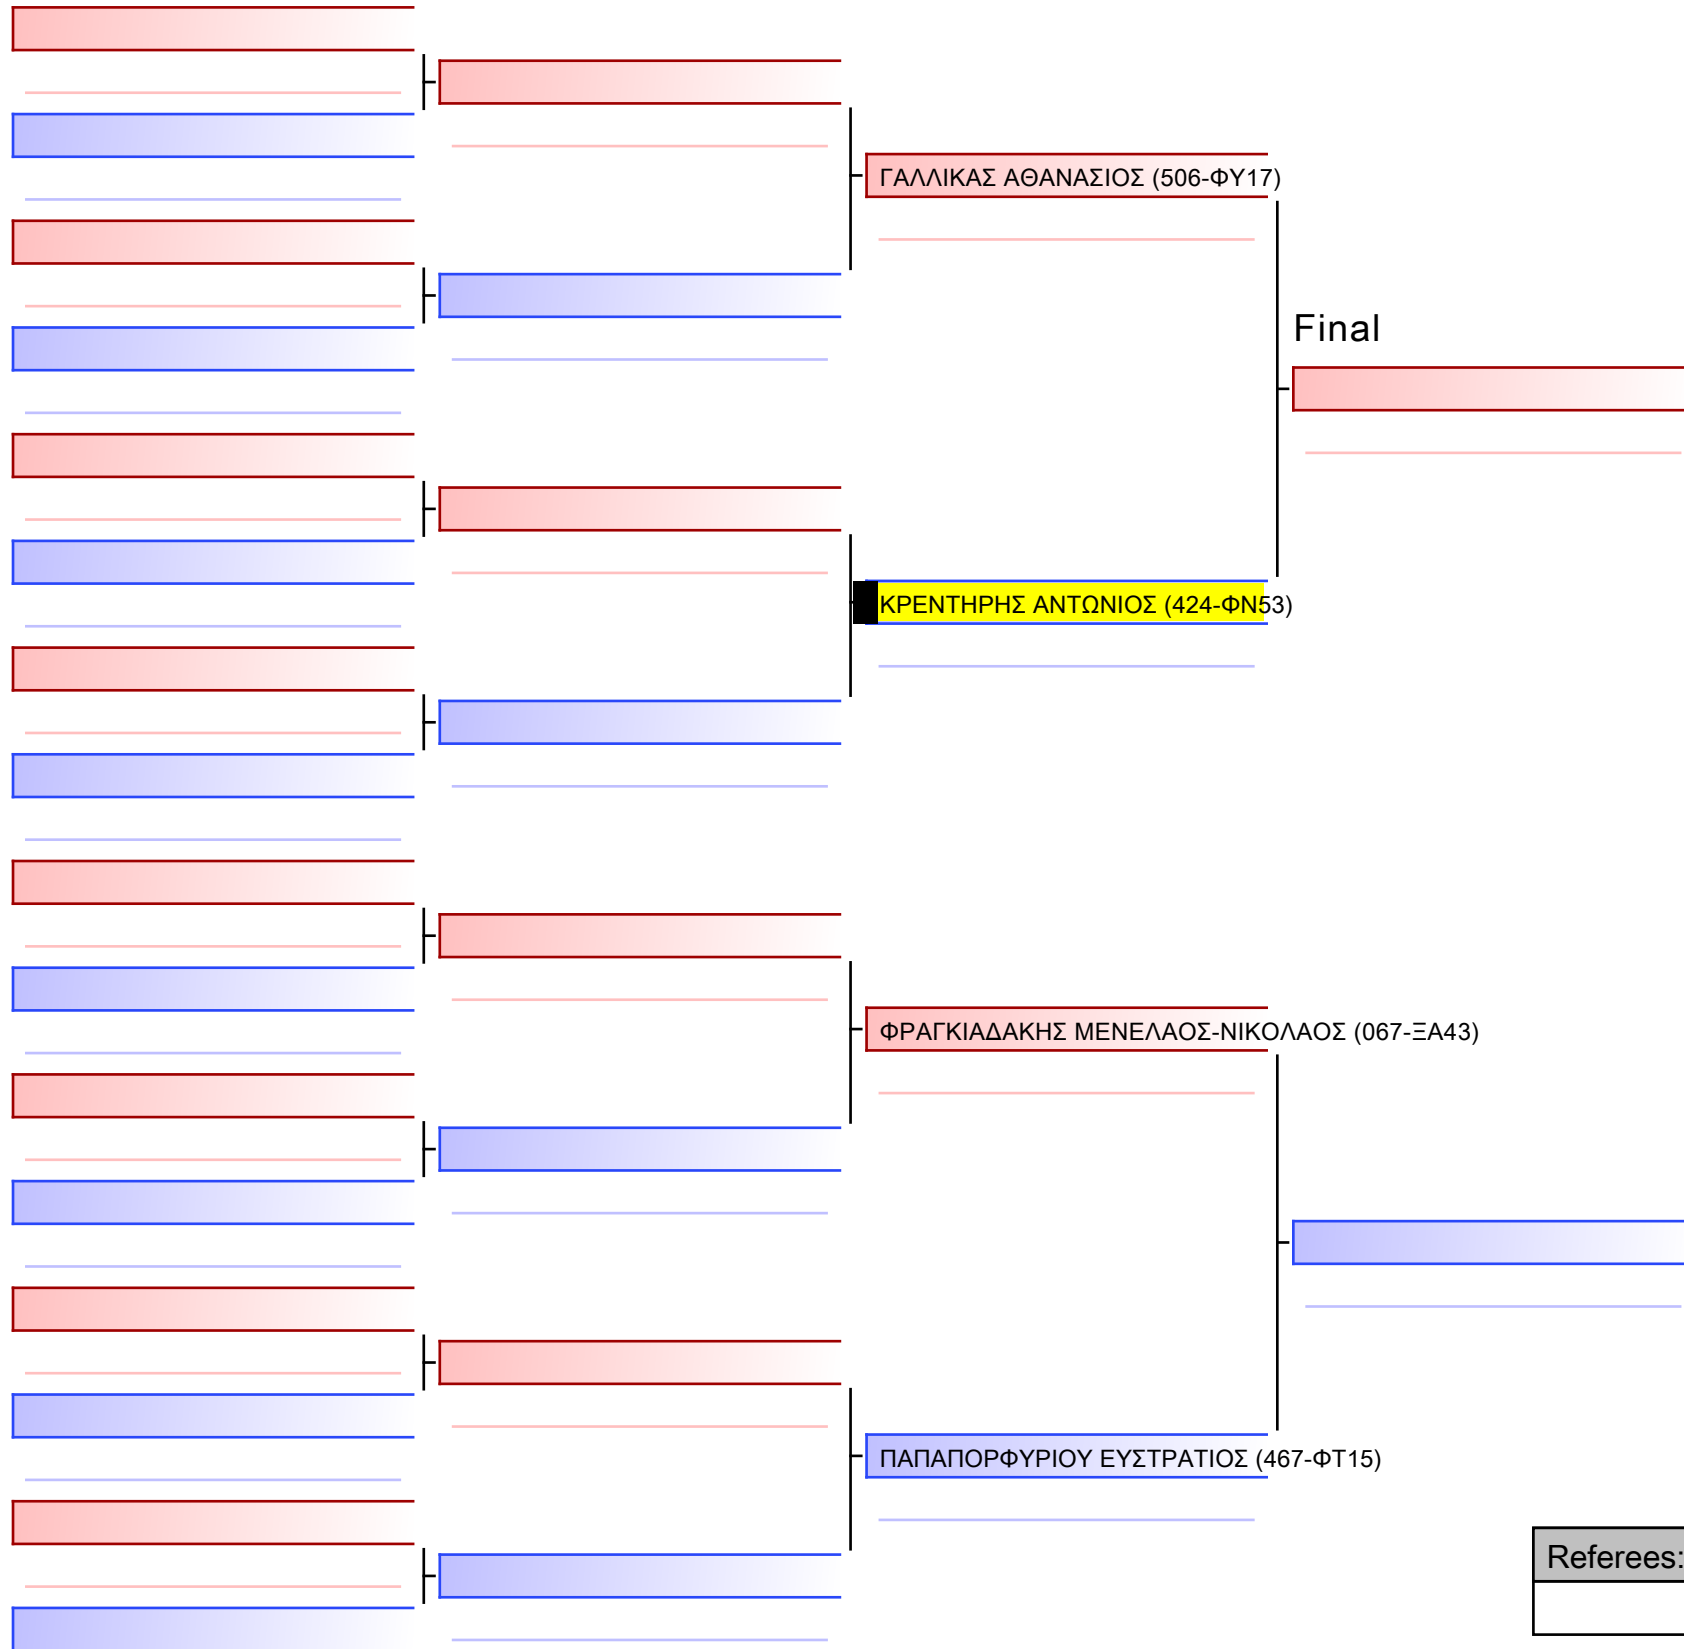 ΓΑΛΛΙΚΑΣ ΑΘΑΝΑΣΙΟΣ (506-ΦΥ17)
Final
ΚΡΕΝΤΗΡΗΣ ΑΝΤΩΝΙΟΣ (424-ΦΝ53)
ΦΡΑΓΚΙΑΔΑΚΗΣ ΜΕΝΕΛΑΟΣ-ΝΙΚΟΛΑΟΣ (067-ΞΑ43)
ΠΑΠΑΠΟΡΦΥΡΙΟΥ ΕΥΣΤΡΑΤΙΟΣ (467-ΦΤ15)
Referees: